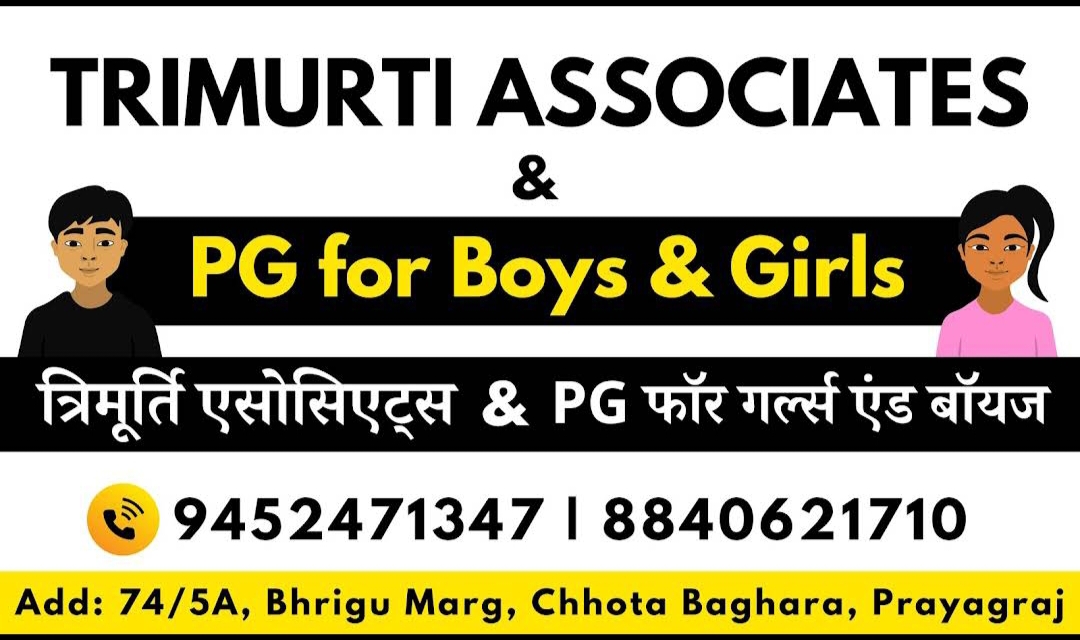 TRIMURTI ASSOCIATES
&
PG for Boys & Girls
त्रिमूर्ति एसोसिएट्स & PG फॉर गर्ल्स एंड बॉयज
9452471347 | 8840621710
Add: 74/5A, Bhrigu Marg, Chhota Baghara, Prayagraj